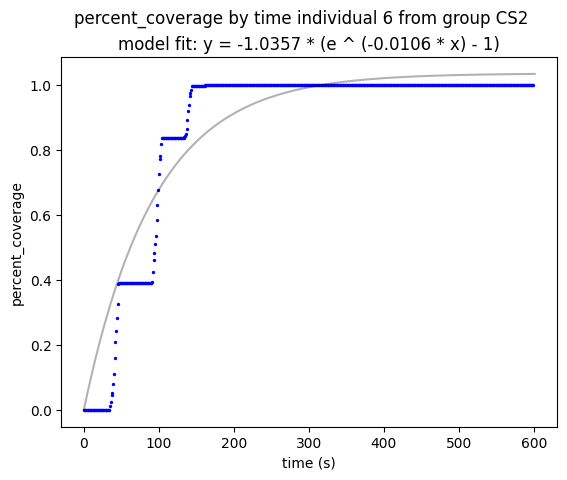 percent_coverage by time individual 6 from group CS2
model fit: y = -1.0357 * (e ^ (-0.0106 * x) - 1)
1.0
0.8
0.6
0.4
0.2
0.0
percent_coverage
0 100 200 300 400 500 600
time (s)